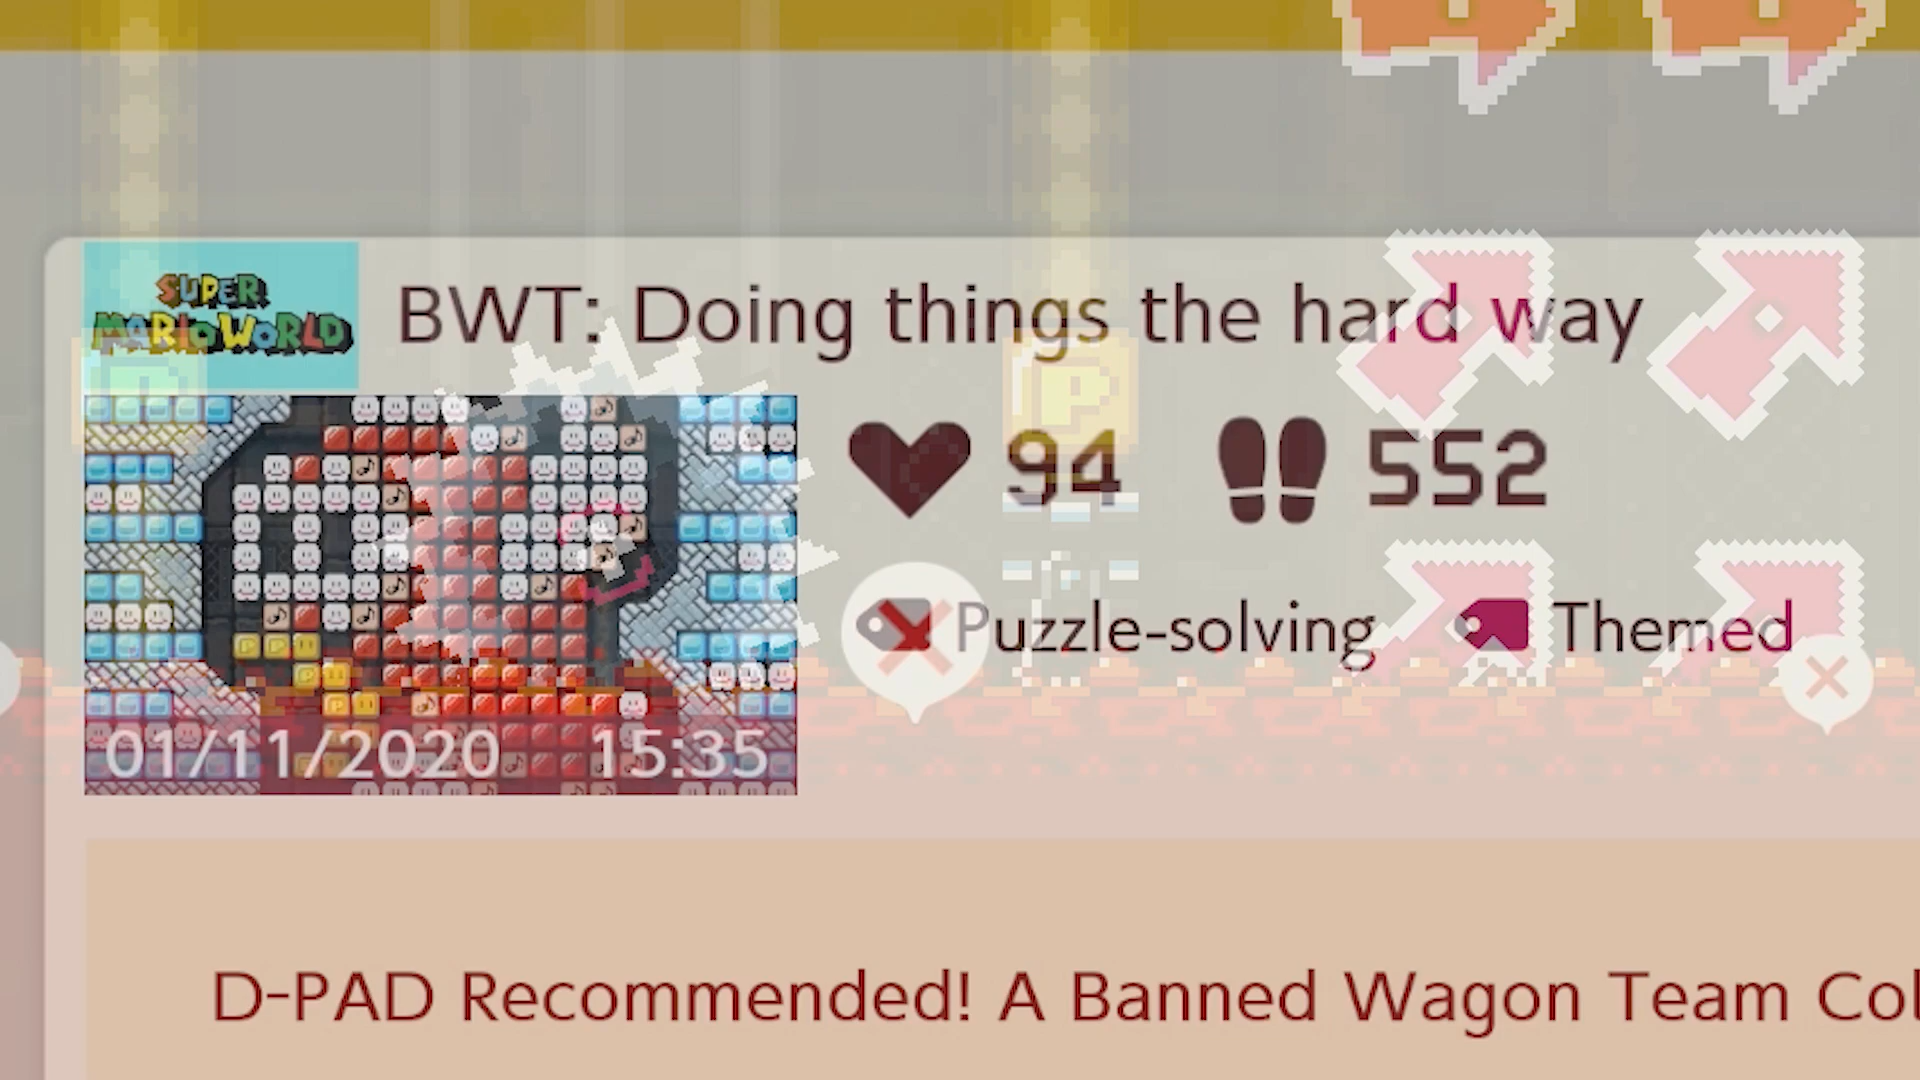 SUPER
MARIO WORLD
BWT: Doing things the hard way
P
P
94 552
Puzzle-solving Themed
01/11/2020 15:35
D-PAD Recommended! A Banned Wagon Team Col